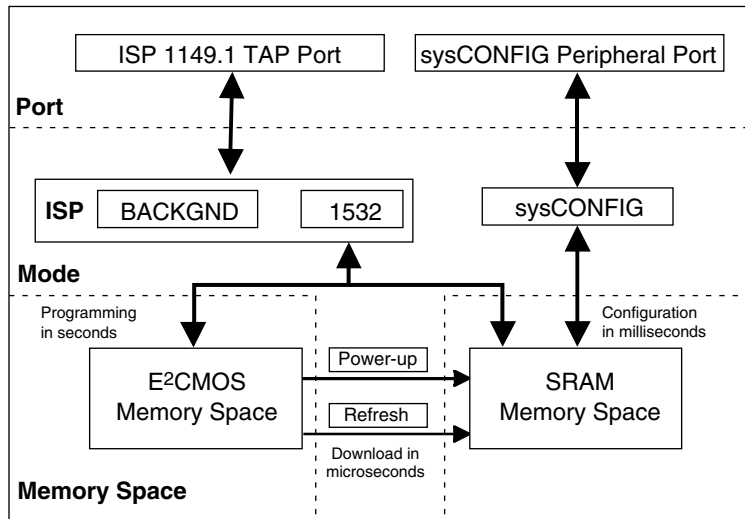 ISP 1149.1 TAP Port
sysCONFIG Peripheral Port
Port
ISP
BACKGND
1532
sysCONFIG
Mode
Programming
in seconds
Configuration
in milliseconds
E²CMOS
Memory Space
Power-up
Refresh
Download in
microseconds
SRAM
Memory Space
Memory Space